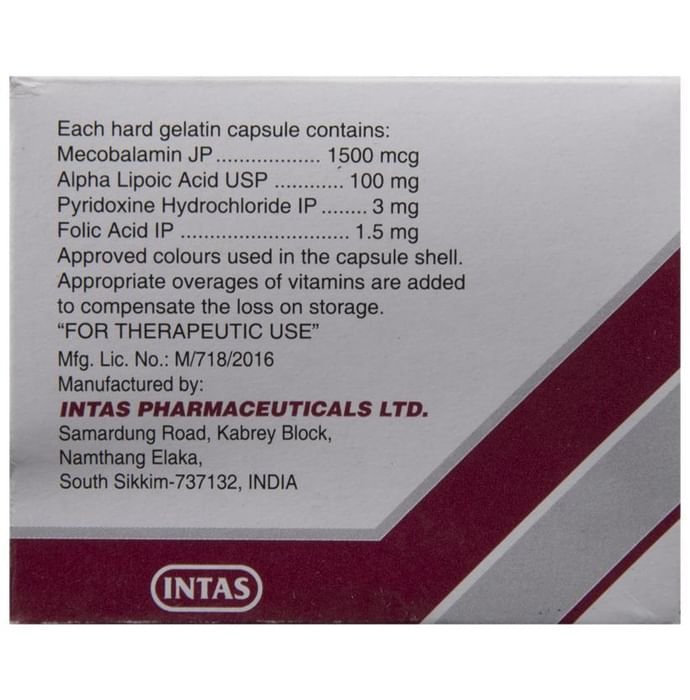 Each hard gelatin capsule contains:
Mecobalamin JP.................. 1500 mcg
Alpha Lipoic Acid USP ............ 100 mg
Pyridoxine Hydrochloride IP ........ 3 mg
Folic Acid IP ............................. 1.5 mg
Approved colours used in the capsule shell.
Appropriate overages of vitamins are added
to compensate the loss on storage.
“FOR THERAPEUTIC USE”
Mfg. Lic. No.: M/718/2016
Manufactured by:
INTAS PHARMACEUTICALS LTD.
Samardung Road, Kabrey Block,
Namthang Elaka,
South Sikkim-737132, INDIA
INTAS